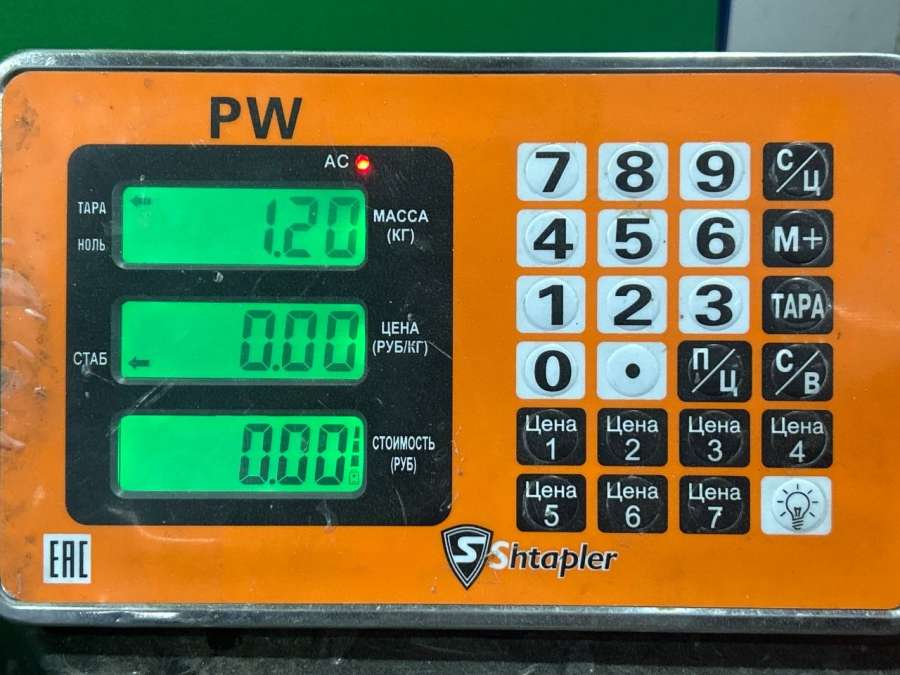 PW
AC
ТАРА
НОЛЬ
1.20
МАССА
(КГ)
СТАБ
0.00
ЦЕНА
(РУБ/КГ)
0.00
СТОИМОСТЬ
(РУБ)
7 8 9 С/Ц
4 5 6 М+
1 2 3 ТАРА
0 . П/Ц С/В
Цена 1
Цена 2
Цена 3
Цена 4
Цена 5
Цена 6
Цена 7
EAC
S Shtapler